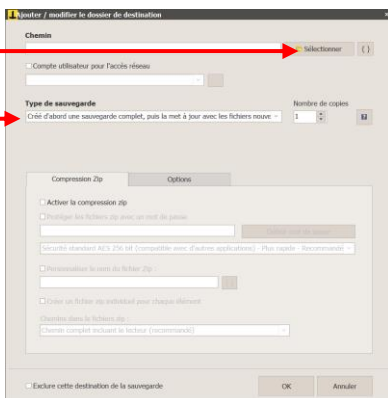 Ajouter / modifier le dossier de destination
Chemin
Sélectionner
{ }
Compte utilisateur pour l'accès réseau
Type de sauvegarde
Nombre de copies
Créé d'abord une sauvegarde complet, puis la met à jour avec les fichiers nouve
1
Compression Zip
Options
Activer la compression zip
Protéger les fichiers zip avec un mot de passe
Sécurité standard AES 256 bit (compatible avec d'autres applications) - Plus rapide - Recommandé
Personnaliser le nom du fichier Zip :
Créer un fichier zip individuel pour chaque élément
Chemins dans le fichiers zip :
Chemin complet incluant le lecteur (recommandé)
Exclure cette destination de la sauvegarde
OK
Annuler